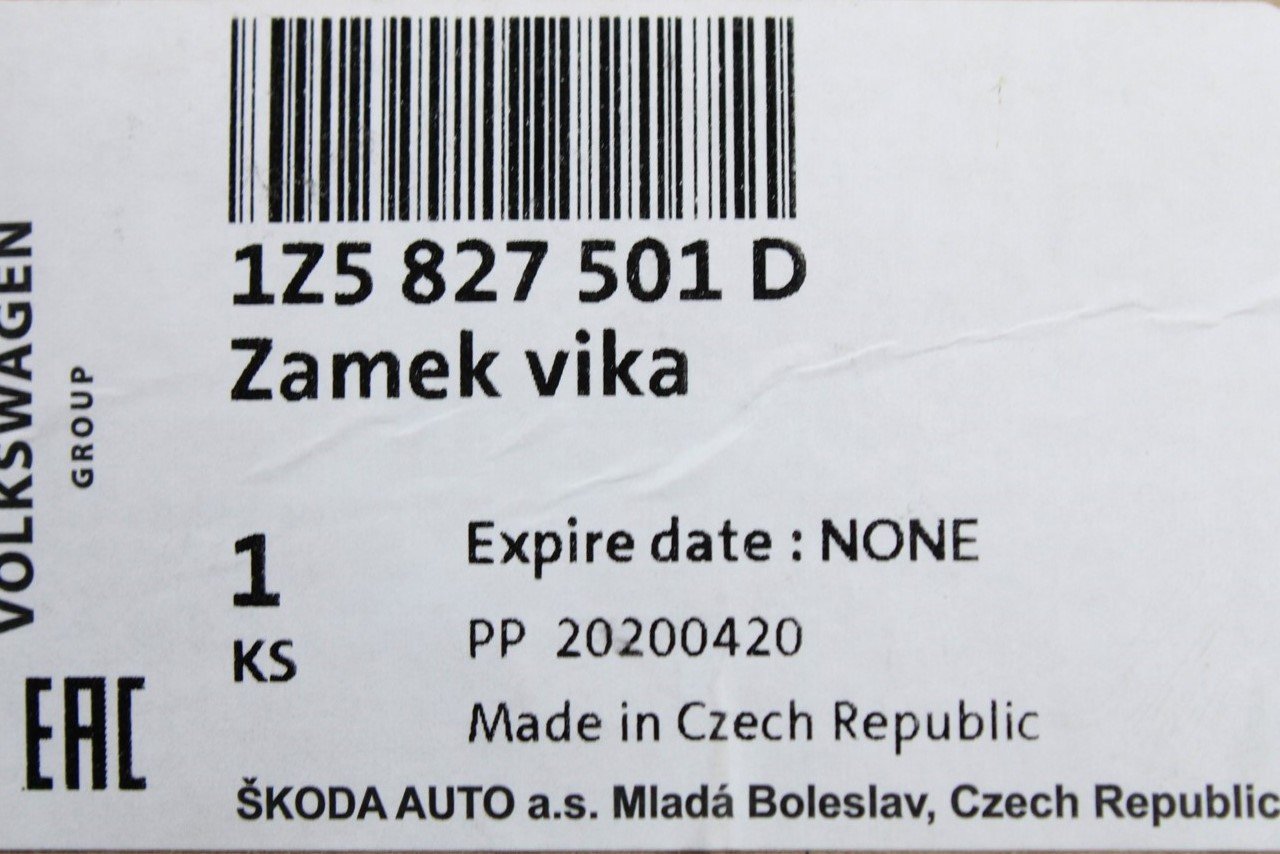 VOLKSWAGEN
GROUP
1Z5 827 501 D
Zamek vika
1
KS
Expire date : NONE
PP 20200420
Made in Czech Republic
EAC
ŠKODA AUTO a.s. Mladá Boleslav, Czech Republic